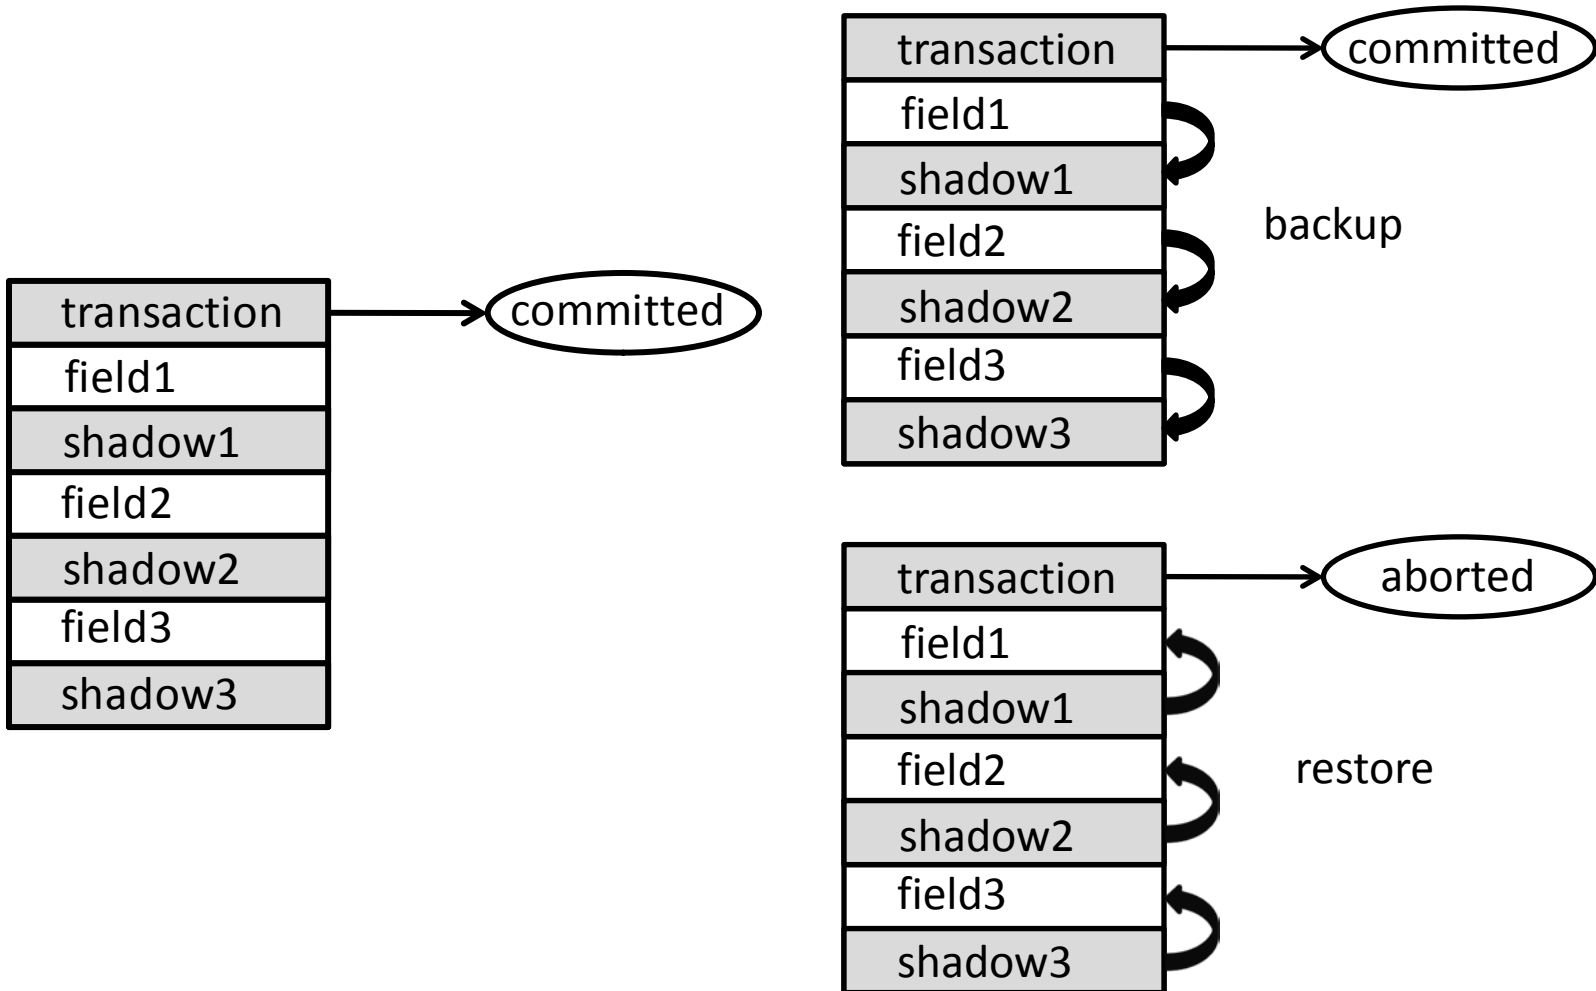 transaction
committed
field1
shadow1
field2
shadow2
field3
shadow3
transaction
committed
field1
shadow1
field2
shadow2
field3
shadow3
backup
transaction
aborted
field1
shadow1
field2
shadow2
field3
shadow3
restore